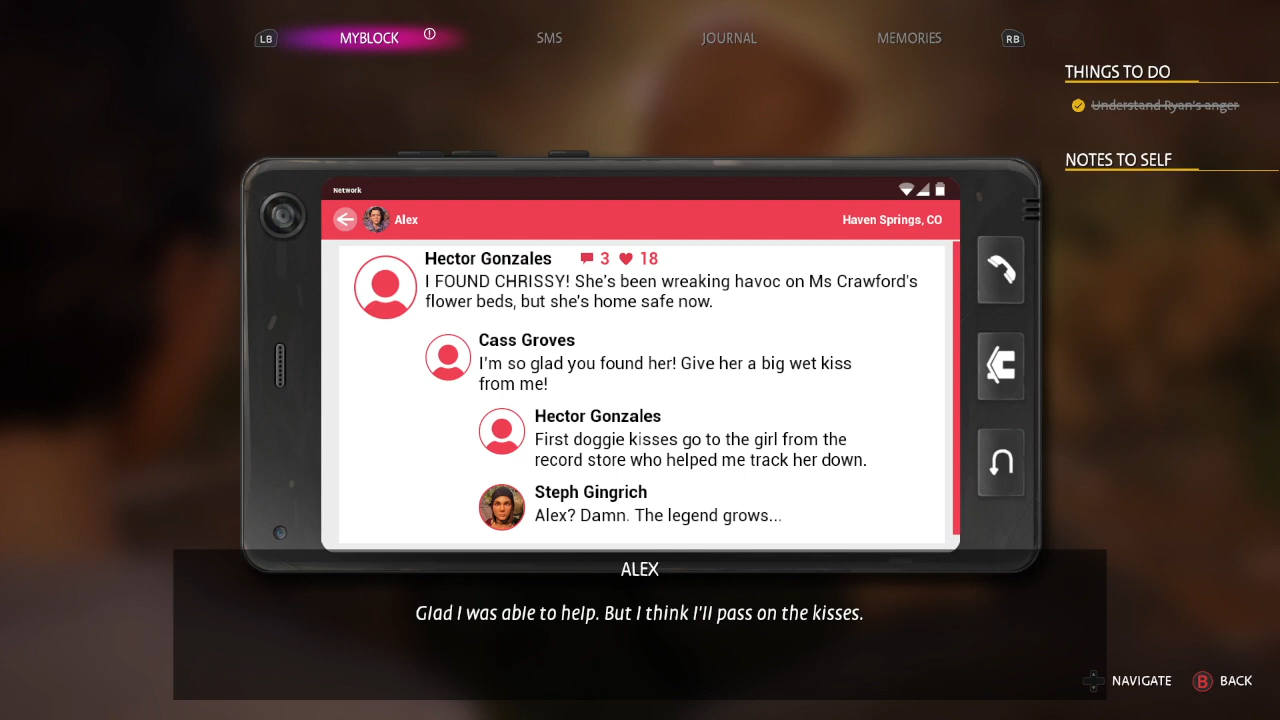 LB
MYBLOCK
SMS
JOURNAL
MEMORIES
RB
THINGS TO DO
Understand Ryan's anger
NOTES TO SELF
Network
Alex
Haven Springs, CO
Hector Gonzales 3 18
I FOUND CHRISSY! She's been wreaking havoc on Ms Crawford's
flower beds, but she's home safe now.
Cass Groves
I'm so glad you found her! Give her a big wet kiss
from me!
Hector Gonzales
First doggie kisses go to the girl from the
record store who helped me track her down.
Steph Gingrich
Alex? Damn. The legend grows...
ALEX
Glad I was able to help. But I think I'll pass on the kisses.
NAVIGATE
B BACK